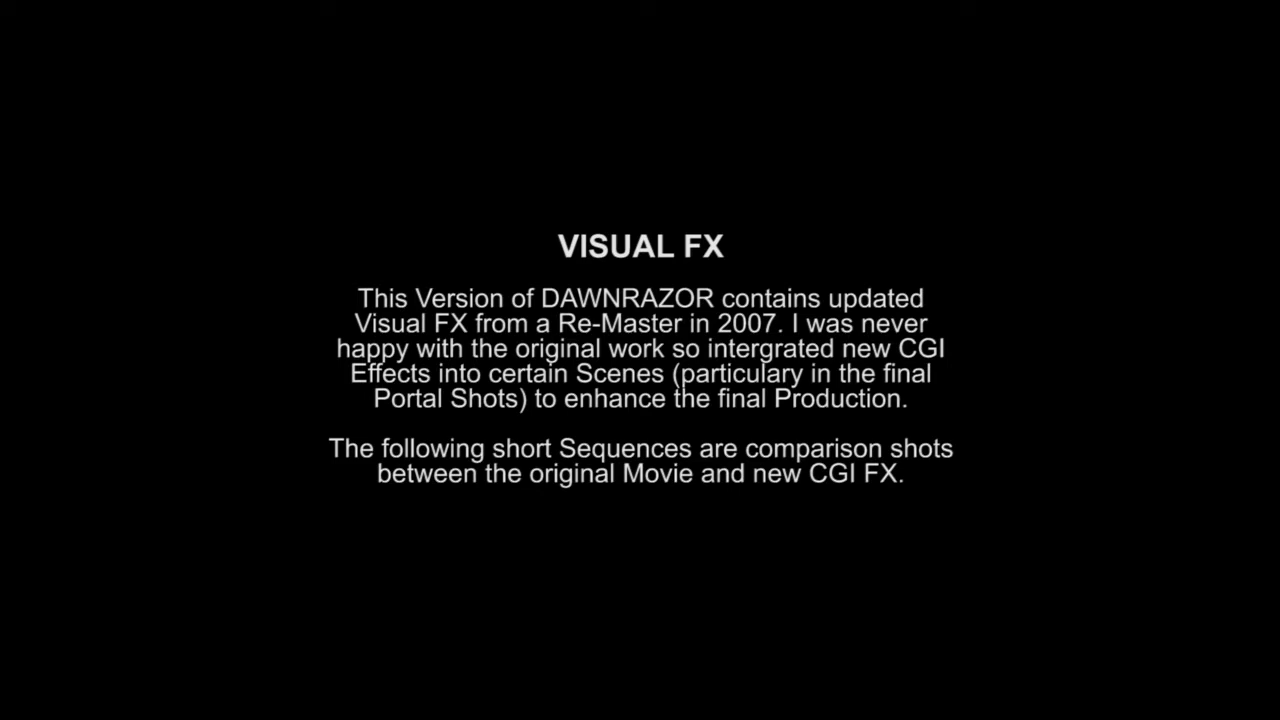 VISUAL FX
This Version of DAWNRAZOR contains updated
Visual FX from a Re-Master in 2007. I was never
happy with the original work so intergrated new CGI
Effects into certain Scenes (particulary in the final
Portal Shots) to enhance the final Production.
The following short Sequences are comparison shots
between the original Movie and new CGI FX.